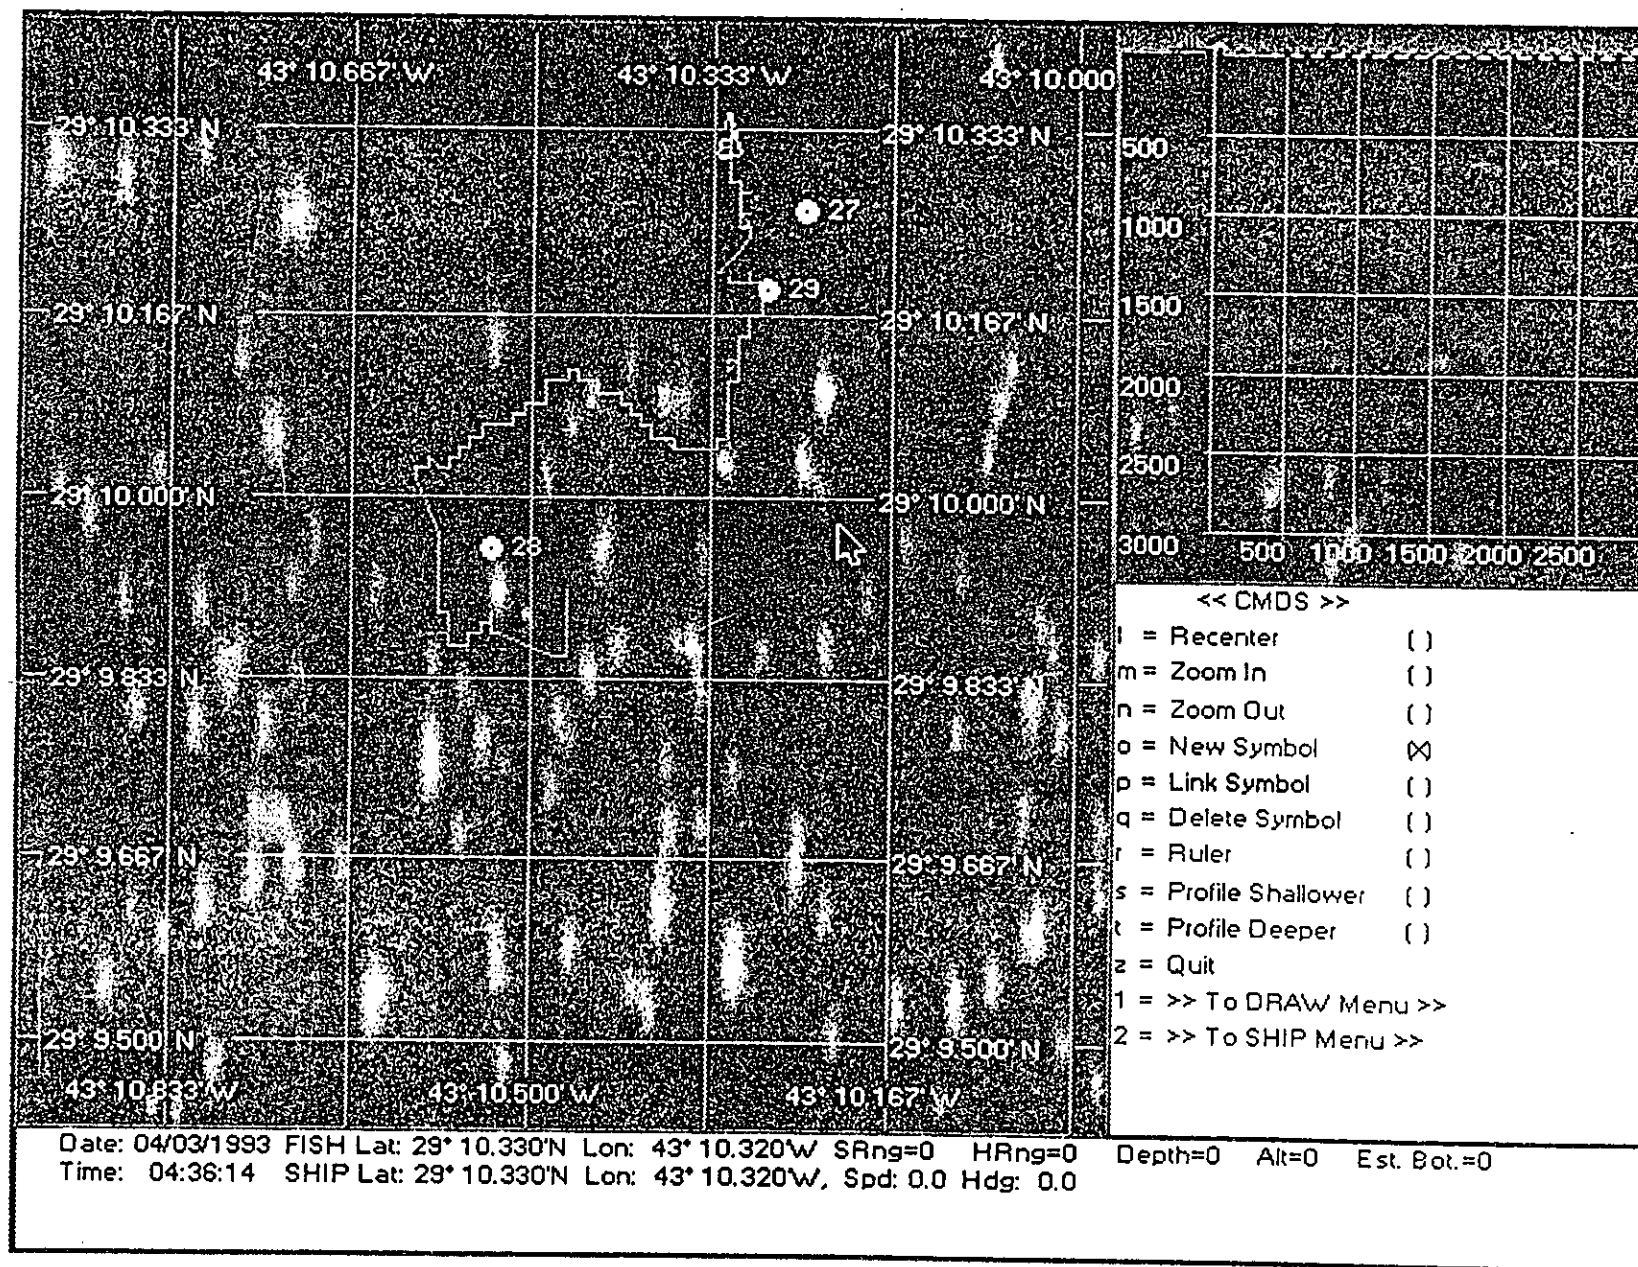 43° 10.667' W 43° 10.333' W 43° 10.000
29° 10.333' N 29° 10.333' N
27
29
29° 10.167' N 29° 10.167' N
29° 10.000' N 29° 10.000' N
28
29° 9.833' N 29° 9.833' N
29° 9.667' N 29° 9.667' N
29° 9.500' N 29° 9.500' N
43° 10.833' W 43° 10.500' W 43° 10.167' W
500
1000
1500
2000
2500
3000 500 1000 1500 2000 2500
<< CMDS >>
l = Recenter ( )
m = Zoom In ( )
n = Zoom Out ( )
o = New Symbol (X)
p = Link Symbol ( )
q = Delete Symbol ( )
r = Ruler ( )
s = Profile Shallower ( )
t = Profile Deeper ( )
z = Quit
1 = >> To DRAW Menu >>
2 = >> To SHIP Menu >>
Date: 04/03/1993 FISH Lat: 29° 10.330'N Lon: 43° 10.320'W SRng=0 HRng=0 Depth=0 Alt=0 Est. Bot.=0
Time: 04:36:14 SHIP Lat: 29° 10.330'N Lon: 43° 10.320'W, Spd: 0.0 Hdg: 0.0